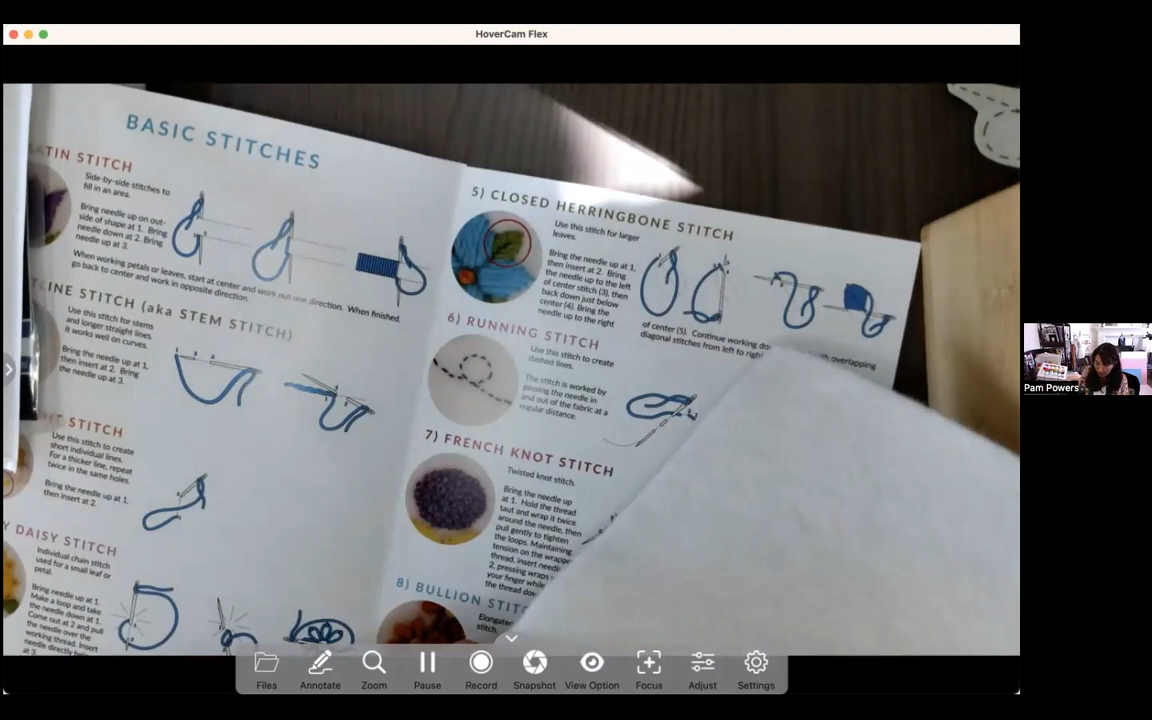 HoverCam Flex
BASIC STITCHES
TIN STITCH
Side-by-side stitches to
fill in an area.
Bring needle up on out-
side of shape at 1. Bring
needle down at 2. Bring
needle up at 3.
When working petals or leaves, start at center and work out one direction. When finished,
go back to center and work in opposite direction.
LINE STITCH (aka STEM STITCH)
Use this stitch for stems
and longer straight lines.
It works well on curves.
Bring the needle up at 1,
then insert at 2. Bring
the needle up at 3.
STITCH
Use this stitch to create
short individual lines.
For a thicker line, repeat
twice in the same holes.
Bring the needle up at 1,
then insert at 2.
Y DAISY STITCH
Individual chain stitch
used for a small leaf or
petal.
Bring needle up at 1.
Make a loop and take
the needle down at 1.
Come out at 2 and pull
the needle over the
working thread. Insert
needle directly
at 3.
5) CLOSED HERRINGBONE STITCH
Use this stitch for larger
leaves.
Bring the needle up at 1,
then insert at 2. Bring
the needle up to the left
of center stitch (3), then
back down just below
center (4). Bring the
needle up to the right
of center (5). Continue working overlapping
diagonal stitches from left to right
6) RUNNING STITCH
Use this stitch to create
dashed lines.
The stitch is worked by
passing the needle in
and out of the fabric at a
regular distance.
7) FRENCH KNOT STITCH
Twisted knot stitch.
Bring the needle up
at 1. Hold the thread
taut and wrap it twice
around the needle, then
pull gently to tighten
the loops. Maintaining
tension on the
thread, insert
2, pressing wraps
your finger while
the thread
8) BULLION
stitch.
Pam Powers
Files
Annotate
Zoom
Pause
Record
Snapshot
View Option
Focus
Adjust
Settings